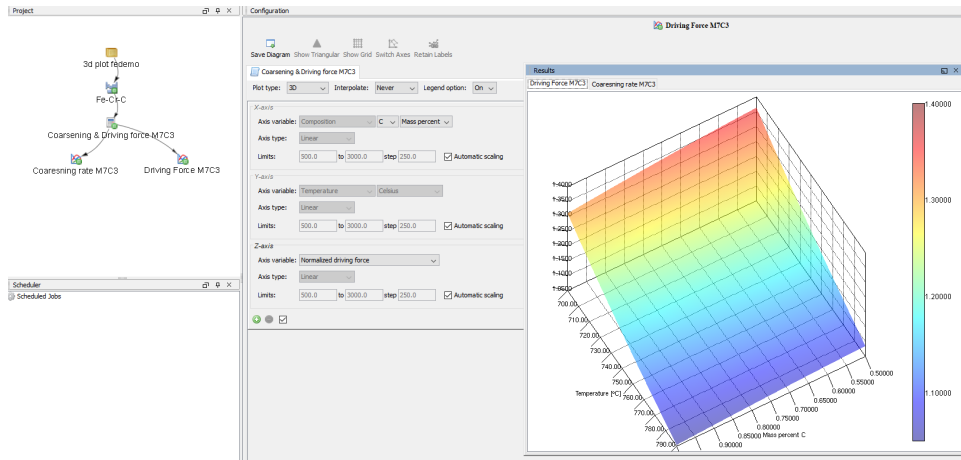 Project
Configuration
Driving Force M7C3
3d plot fedemo
Fe-Cr-C
Coarsening & Driving force M7C3
Coaresning rate M7C3
Driving Force M7C3
Scheduler
Scheduled Jobs
Save Diagram Show Triangular Show Grid Switch Axes Retain Labels
Coarsening & Driving force M7C3
Plot type: 3D Interpolate: Never Legend option: On
X-axis
Axis variable: Composition C Mass percent
Axis type: Linear
Limits: 500.0 to 3000.0 step 250.0 Automatic scaling
Y-axis
Axis variable: Temperature Celsius
Axis type: Linear
Limits: 500.0 to 3000.0 step 250.0 Automatic scaling
Z-axis
Axis variable: Normalized driving force
Axis type: Linear
Limits: 500.0 to 3000.0 step 250.0 Automatic scaling
Results
Driving Force M7C3 Coarsening rate M7C3
1.4000
1.3500
1.3000
1.2500
1.2000
1.1500
1.1000
1.0500
700.00
710.00
720.00
730.00
740.00
750.00
760.00
770.00
780.00
790.00
Temperature [°C]
0.90000
0.85000
0.80000
0.75000
0.70000
0.65000
0.60000
0.55000
0.50000
Mass percent C
1.40000
1.30000
1.20000
1.10000